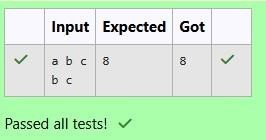 Input Expected Got
a b c 8 8
b c
Passed all tests!